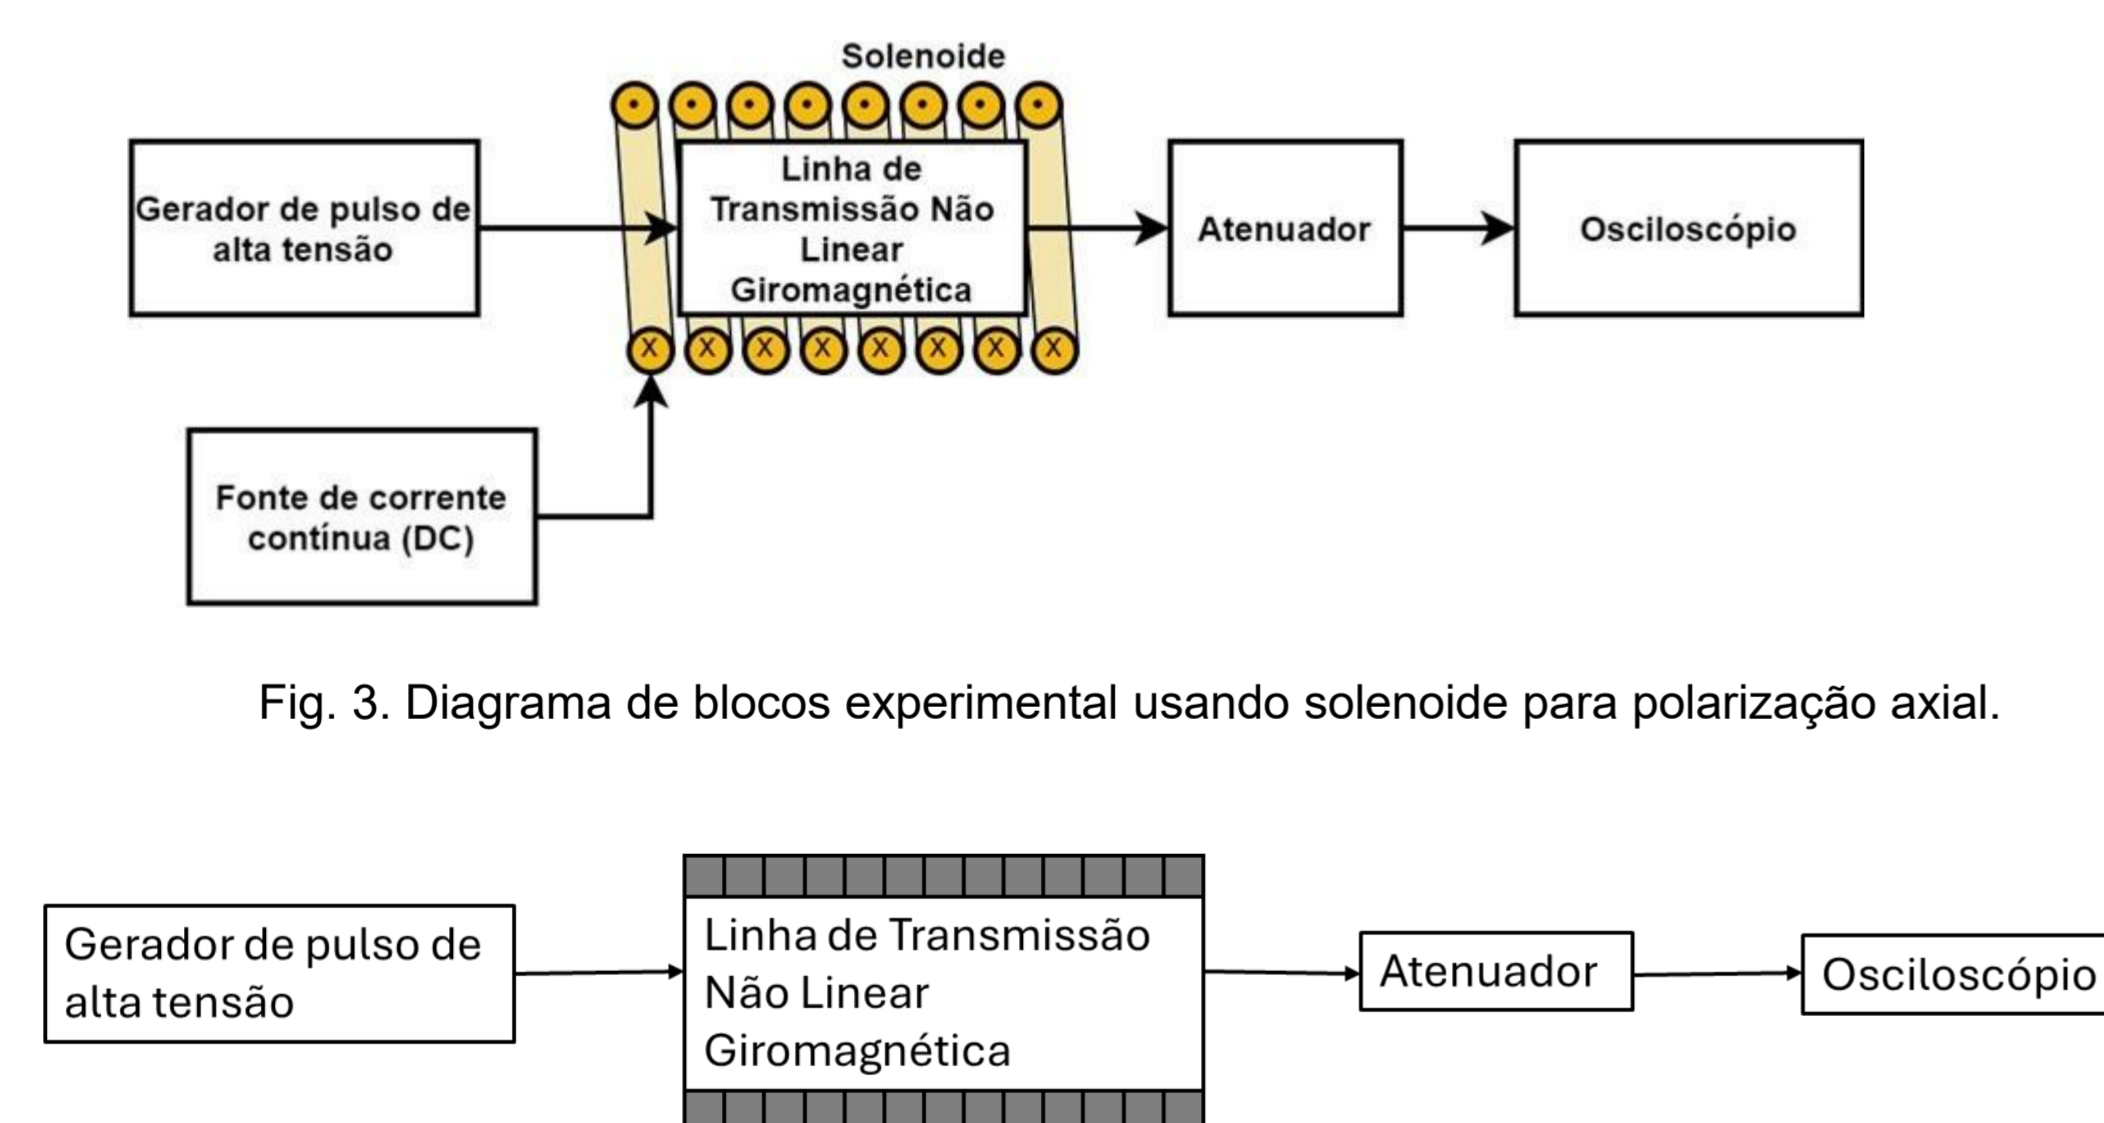 Solenoide
Gerador de pulso de
alta tensão
Linha de
Transmissão Não
Linear
Giromagnética
Atenuador
Osciloscópio
X X X X X X X X
Fonte de corrente
contínua (DC)
Fig. 3. Diagrama de blocos experimental usando solenoide para polarização axial.
Gerador de pulso de
alta tensão
Linha de Transmissão
Não Linear
Giromagnética
Atenuador
Osciloscópio